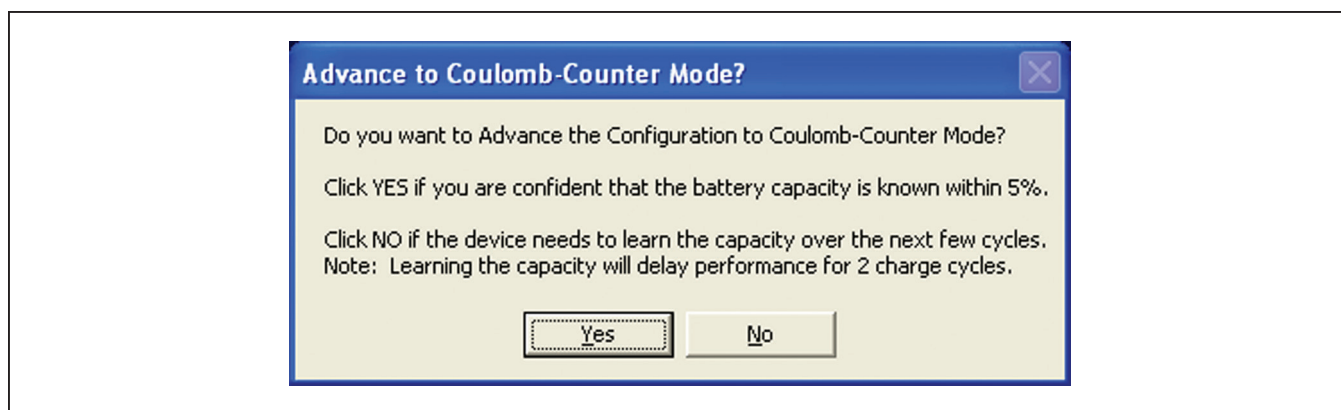 Advance to Coulomb-Counter Mode?
Do you want to Advance the Configuration to Coulomb-Counter Mode?
Click YES if you are confident that the battery capacity is known within 5%.
Click NO if the device needs to learn the capacity over the next few cycles.
Note:  Learning the capacity will delay performance for 2 charge cycles.
Yes
No